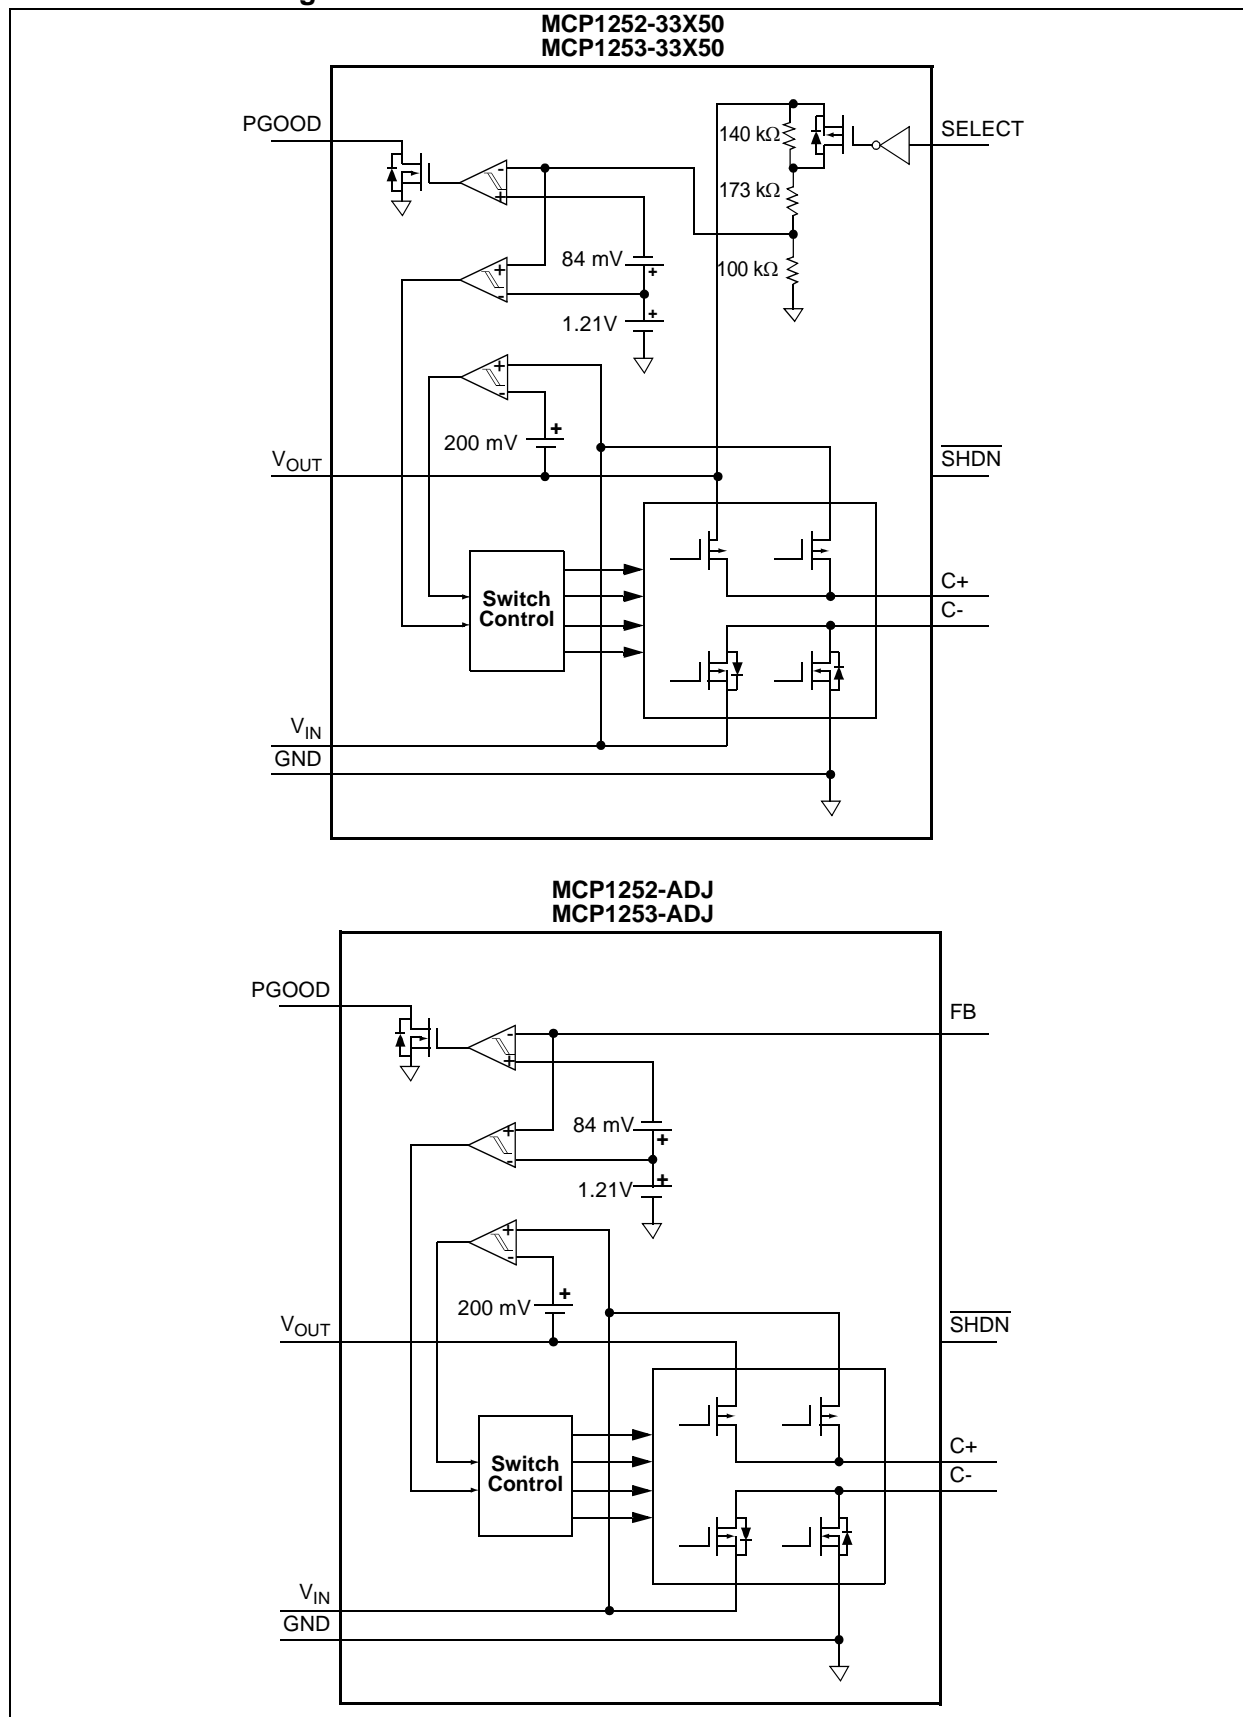 MCP1252-33X50
MCP1253-33X50
PGOOD
140 kΩ
SELECT
-
+
173 kΩ
84 mV
+
100 kΩ
+
-
1.21V
+
+
-
200 mV
+
VOUT
SHDN
Switch
Control
C+
C-
VIN
GND
MCP1252-ADJ
MCP1253-ADJ
PGOOD
FB
-
+
84 mV
+
+
-
1.21V
+
+
-
200 mV
+
VOUT
SHDN
Switch
Control
C+
C-
VIN
GND